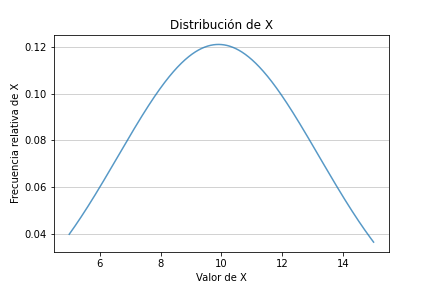 Distribución de X
0.12
0.10
0.08
0.06
0.04
Frecuencia relativa de X
6 8 10 12 14
Valor de X